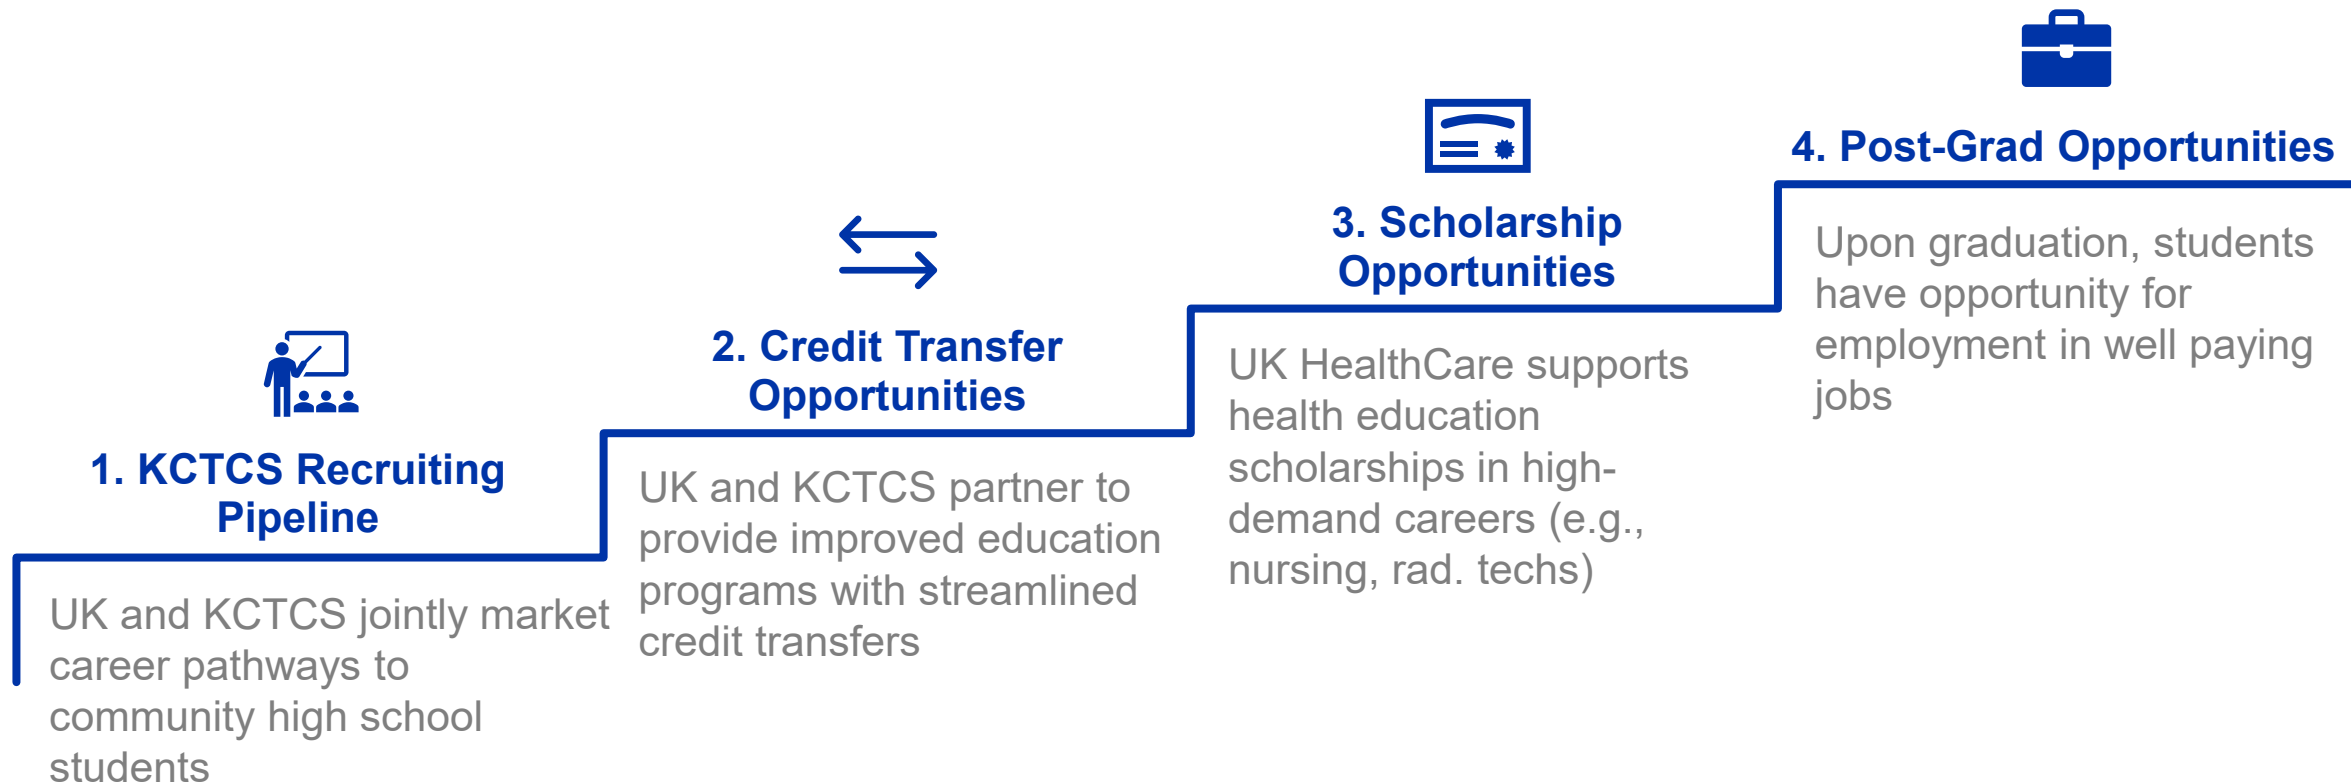 1. KCTCS Recruiting
Pipeline
UK and KCTCS jointly market
career pathways to
community high school
students
2. Credit Transfer
Opportunities
UK and KCTCS partner to
provide improved education
programs with streamlined
credit transfers
3. Scholarship
Opportunities
UK HealthCare supports
health education
scholarships in high-
demand careers (e.g.,
nursing, rad. techs)
4. Post-Grad Opportunities
Upon graduation, students
have opportunity for
employment in well paying
jobs